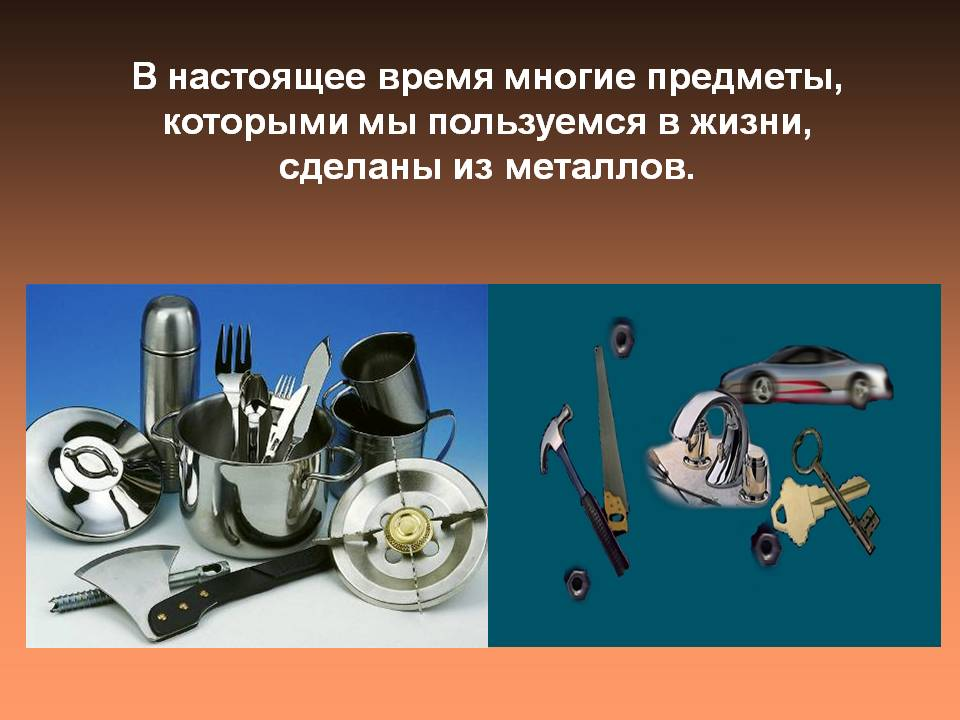 В настоящее время многие предметы,
которыми мы пользуемся в жизни,
сделаны из металлов.